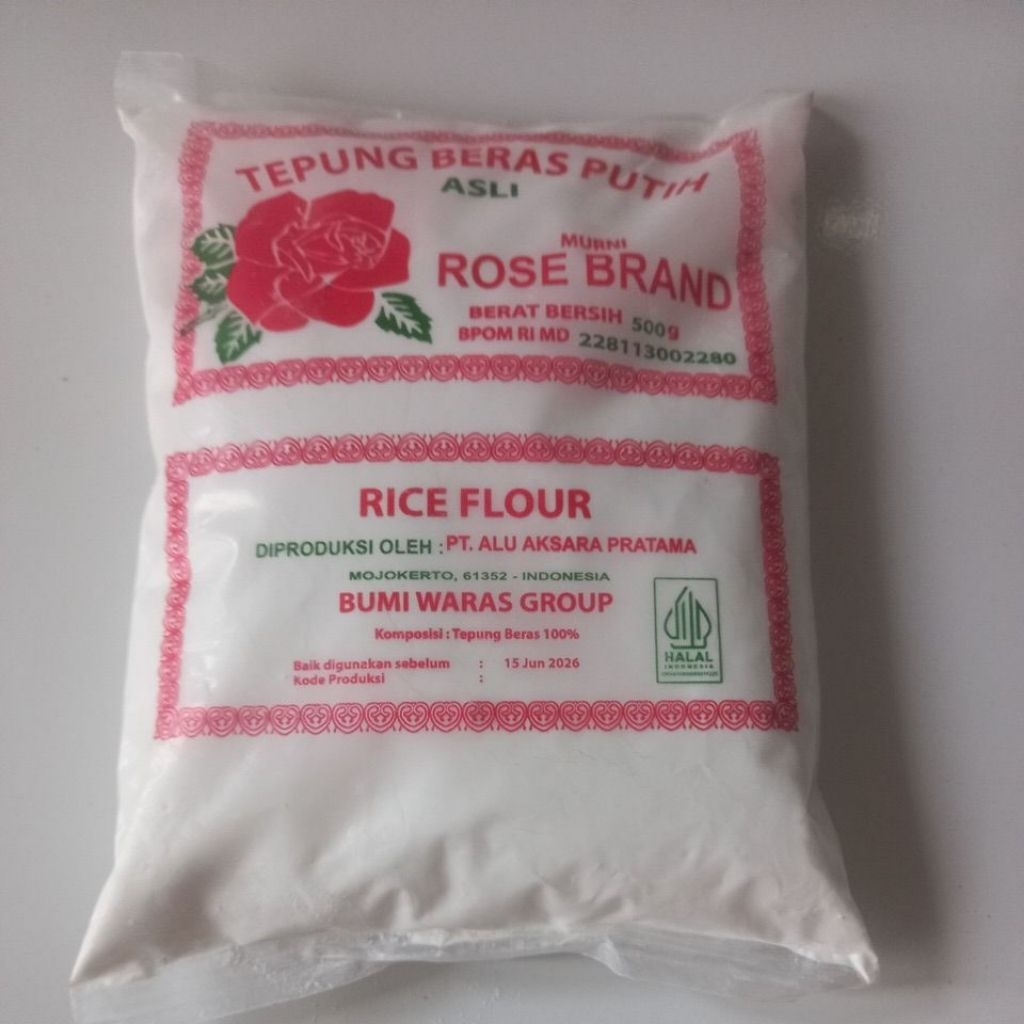 TEPUNG BERAS PUTIH
ASLI
MURNI
ROSE BRAND
BERAT BERSIH 500g
BPOM RI MD 228113002280
RICE FLOUR
DIPRODUKSI OLEH : PT. ALU AKSARA PRATAMA
MOJOKERTO, 61352 - INDONESIA
BUMI WARAS GROUP
Komposisi : Tepung Beras 100%
Baik digunakan sebelum : 15 Jun 2026
Kode Produksi :
HALAL
INDONESIA